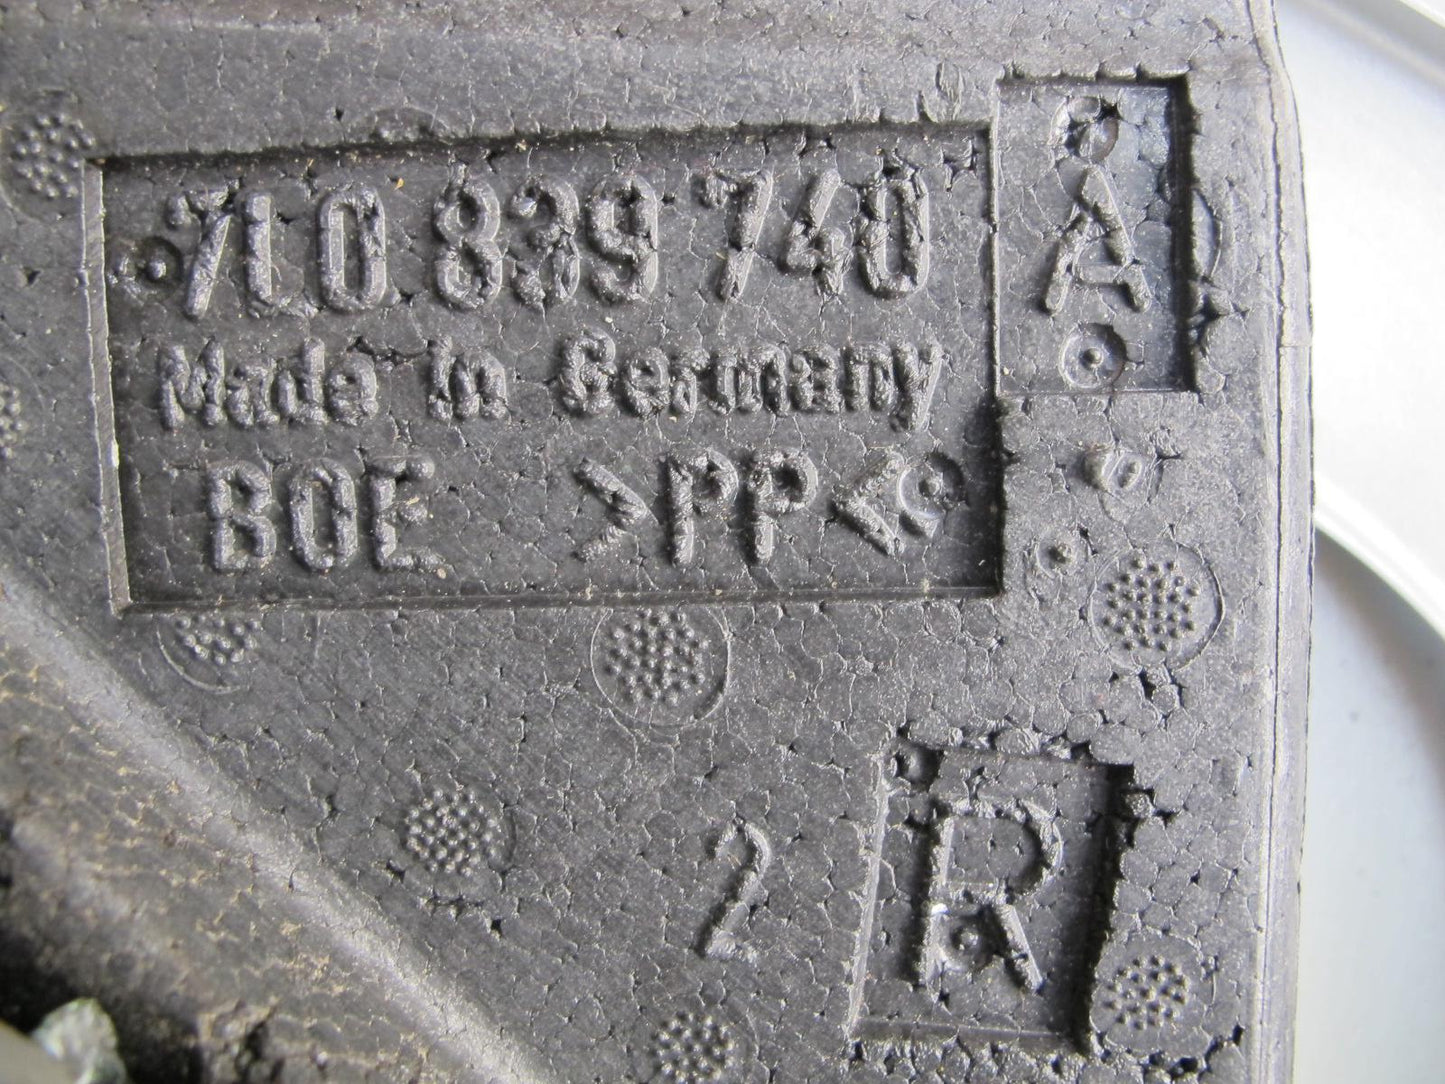 7L0 839 740
A
Made in Germany
BOE >PP<
2
R